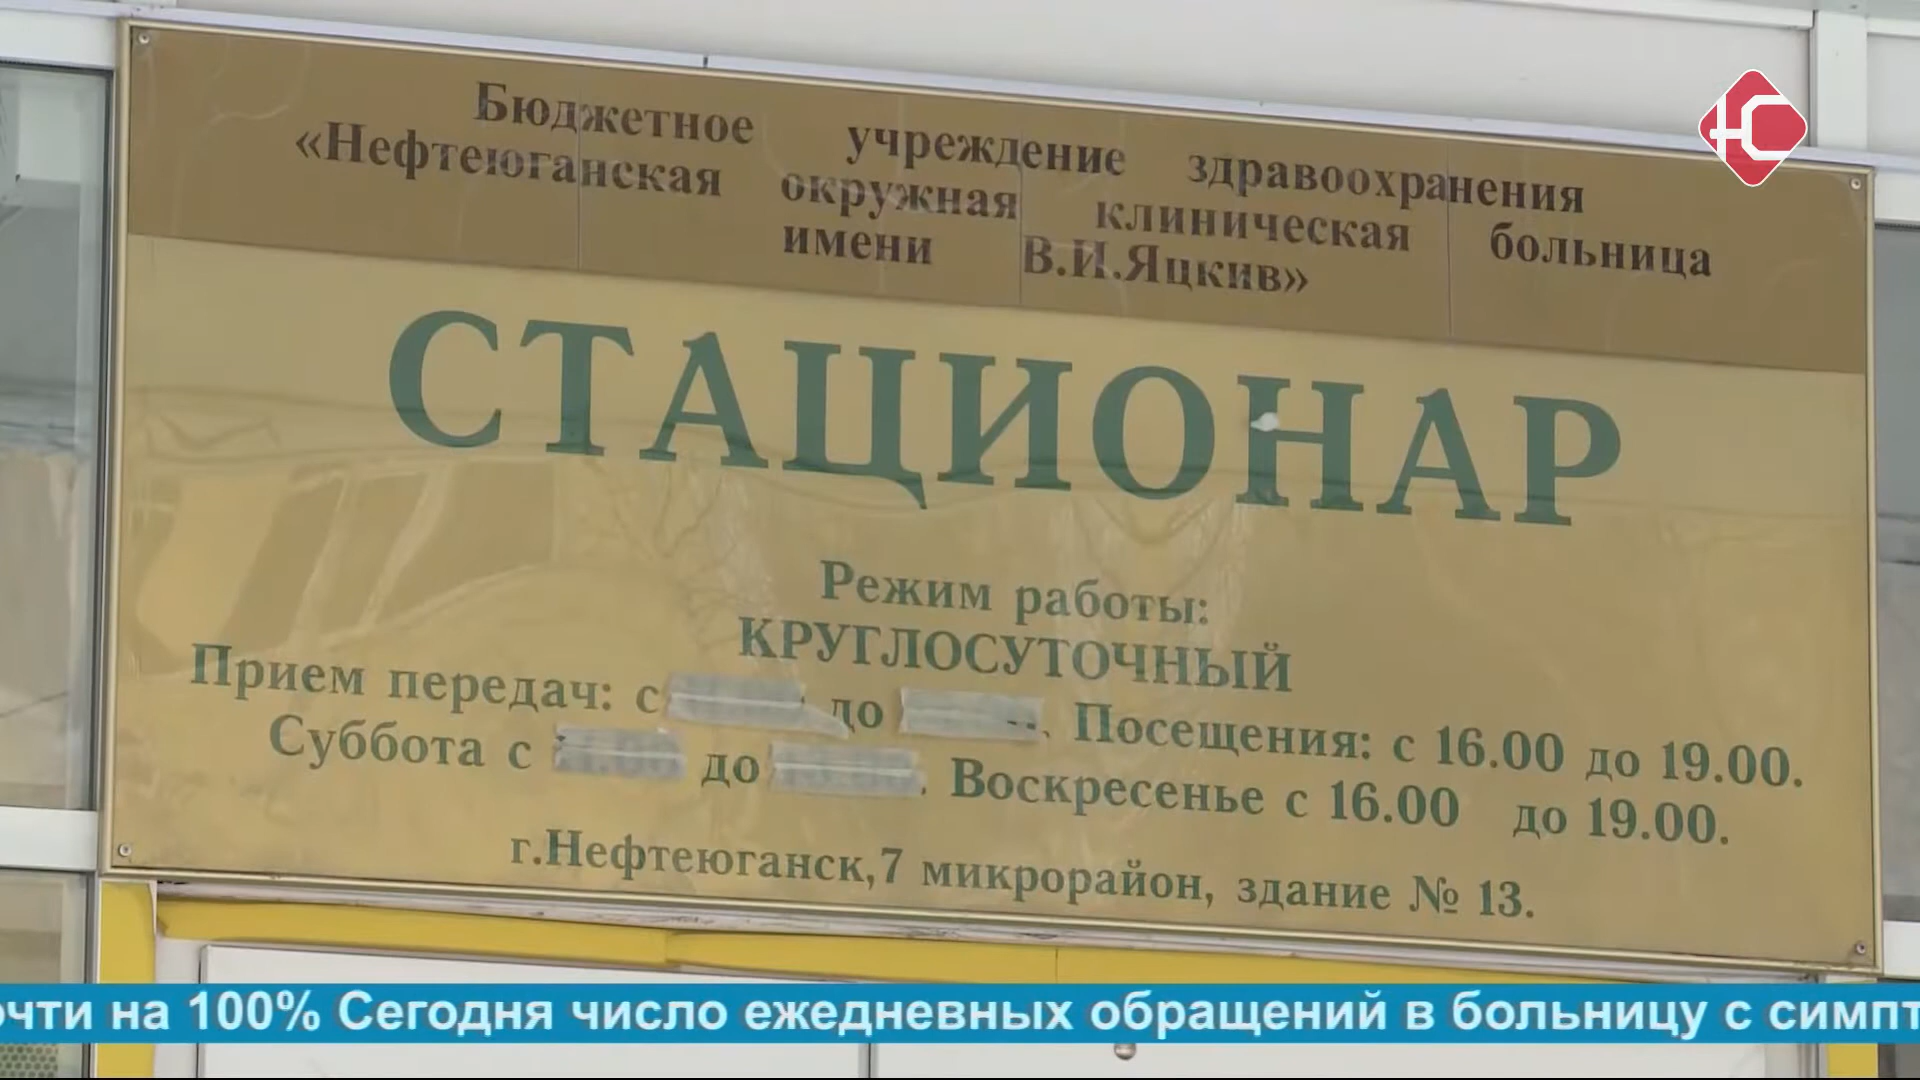 Бюджетное учреждение здравоохранения
«Нефтеюганская окружная клиническая больница
имени В.И.Яцкив»
СТАЦИОНАР
Режим работы:
КРУГЛОСУТОЧНЫЙ
Прием передач: с до . Посещения: с 16.00 до 19.00.
Суббота с до . Воскресенье с 16.00 до 19.00.
г.Нефтеюганск,7 микрорайон, здание № 13.
очти на 100% Сегодня число ежедневных обращений в больницу с симпт